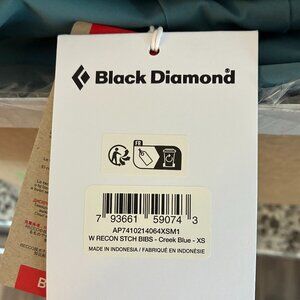 Black Diamond
FR
7 93661 59074 3
AP7410214064XSM1
W RECON STCH BIBS - Creek Blue - XS
MADE IN INDONESIA / FABRIQUÉ EN INDONÉSIE
B